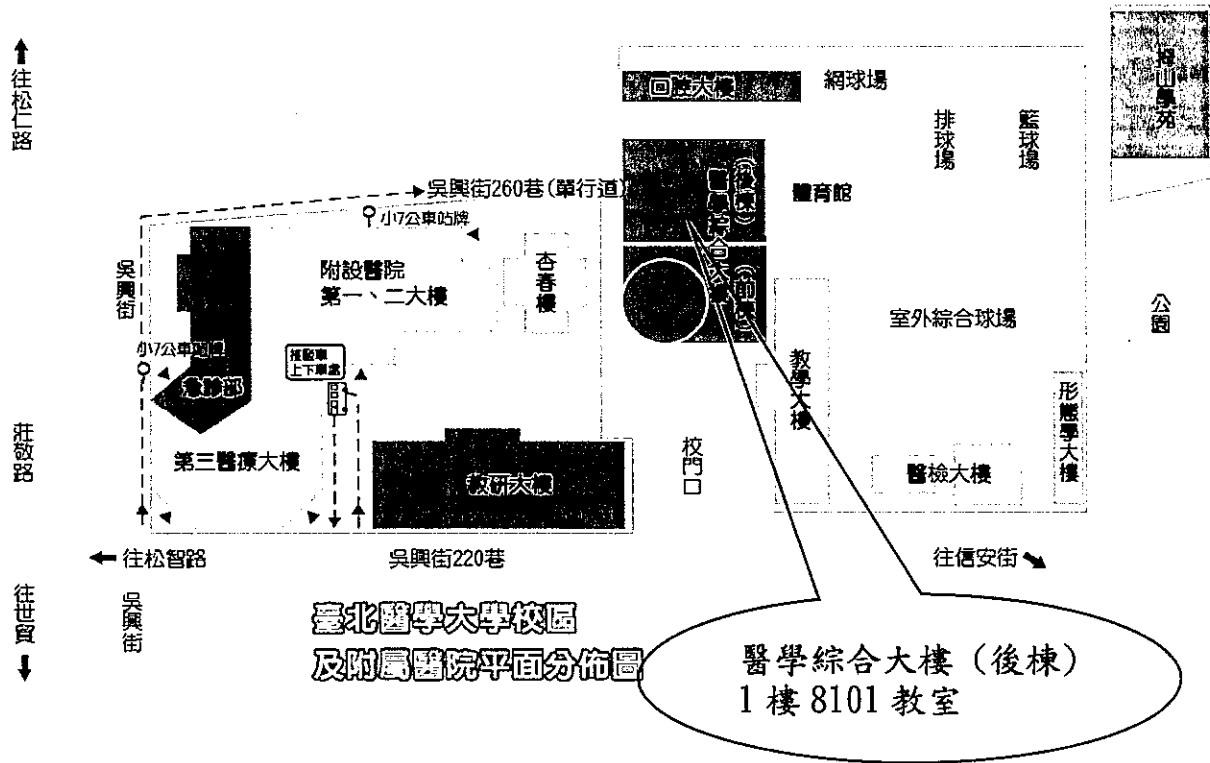 往松仁路
網球場
排球場
籃球場
吳興街260巷(單行道)
小7公車站牌
(後棟)
醫學綜合大樓
(前棟)
體育館
吳興街
附設醫院
第一、二大樓
杏春樓
公園
室外綜合球場
小7公車站牌
急診部
接駁車
上下車處
教學大樓
形態學大樓
莊敬路
第三醫療大樓
教研大樓
校門口
醫檢大樓
往松智路
吳興街220巷
往信安街
往世貿
吳興街
臺北醫學大學校區
及附屬醫院平面分佈圖
醫學綜合大樓(後棟)
1樓8101教室